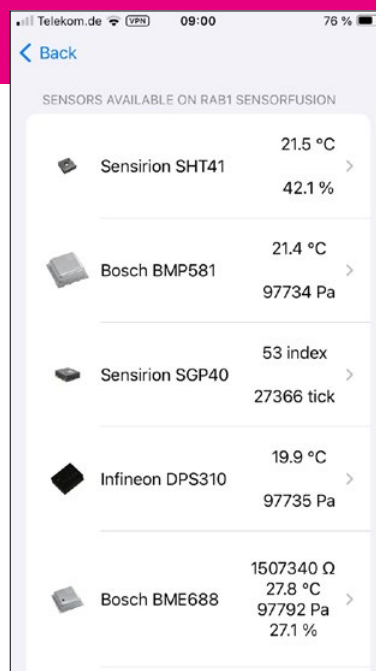 Telekom.de VPN 09:00 76 %
Back
SENSORS AVAILABLE ON RAB1 SENSORFUSION
Sensirion SHT41
21.5 °C
42.1 %
Bosch BMP581
21.4 °C
97734 Pa
Sensirion SGP40
53 index
27366 tick
Infineon DPS310
19.9 °C
97735 Pa
Bosch BME688
1507340 Ω
27.8 °C
97792 Pa
27.1 %